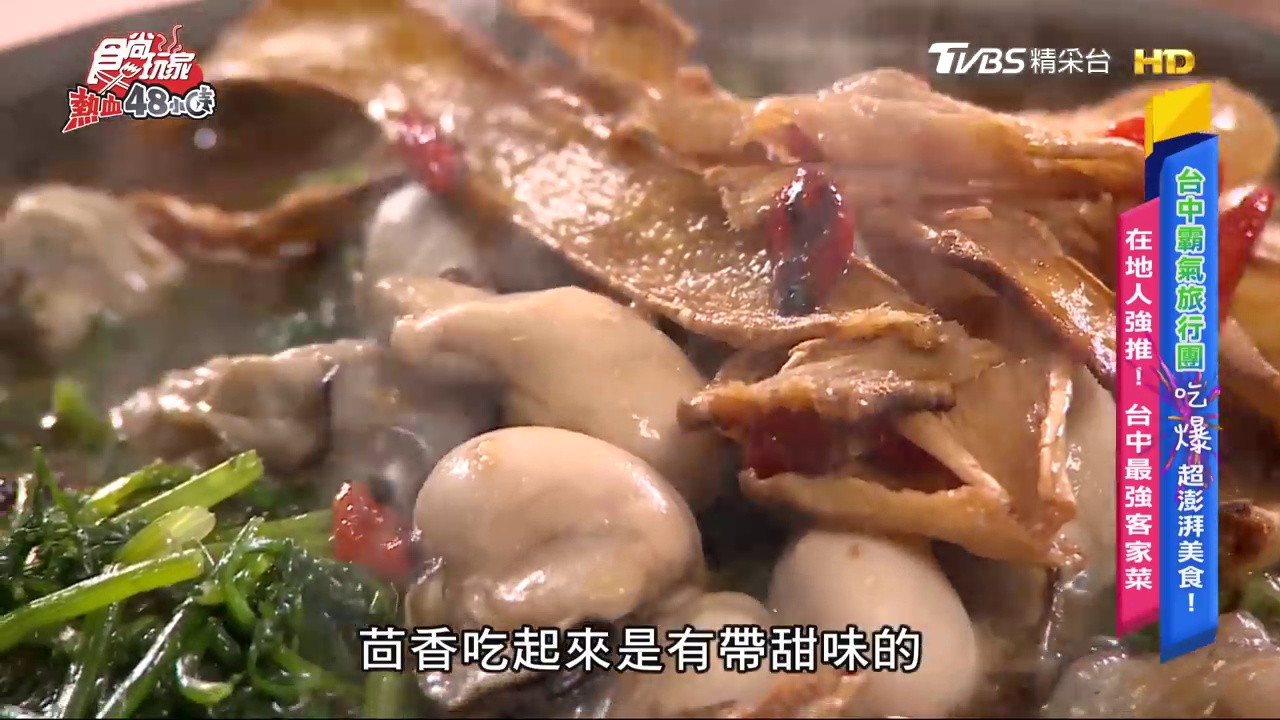 食尚玩家
熱血48小時
TVBS精采台 HD
台中霸氣旅行團吃爆超澎湃美食！
在地人強推！台中最強客家菜
茴香吃起來是有帶甜味的